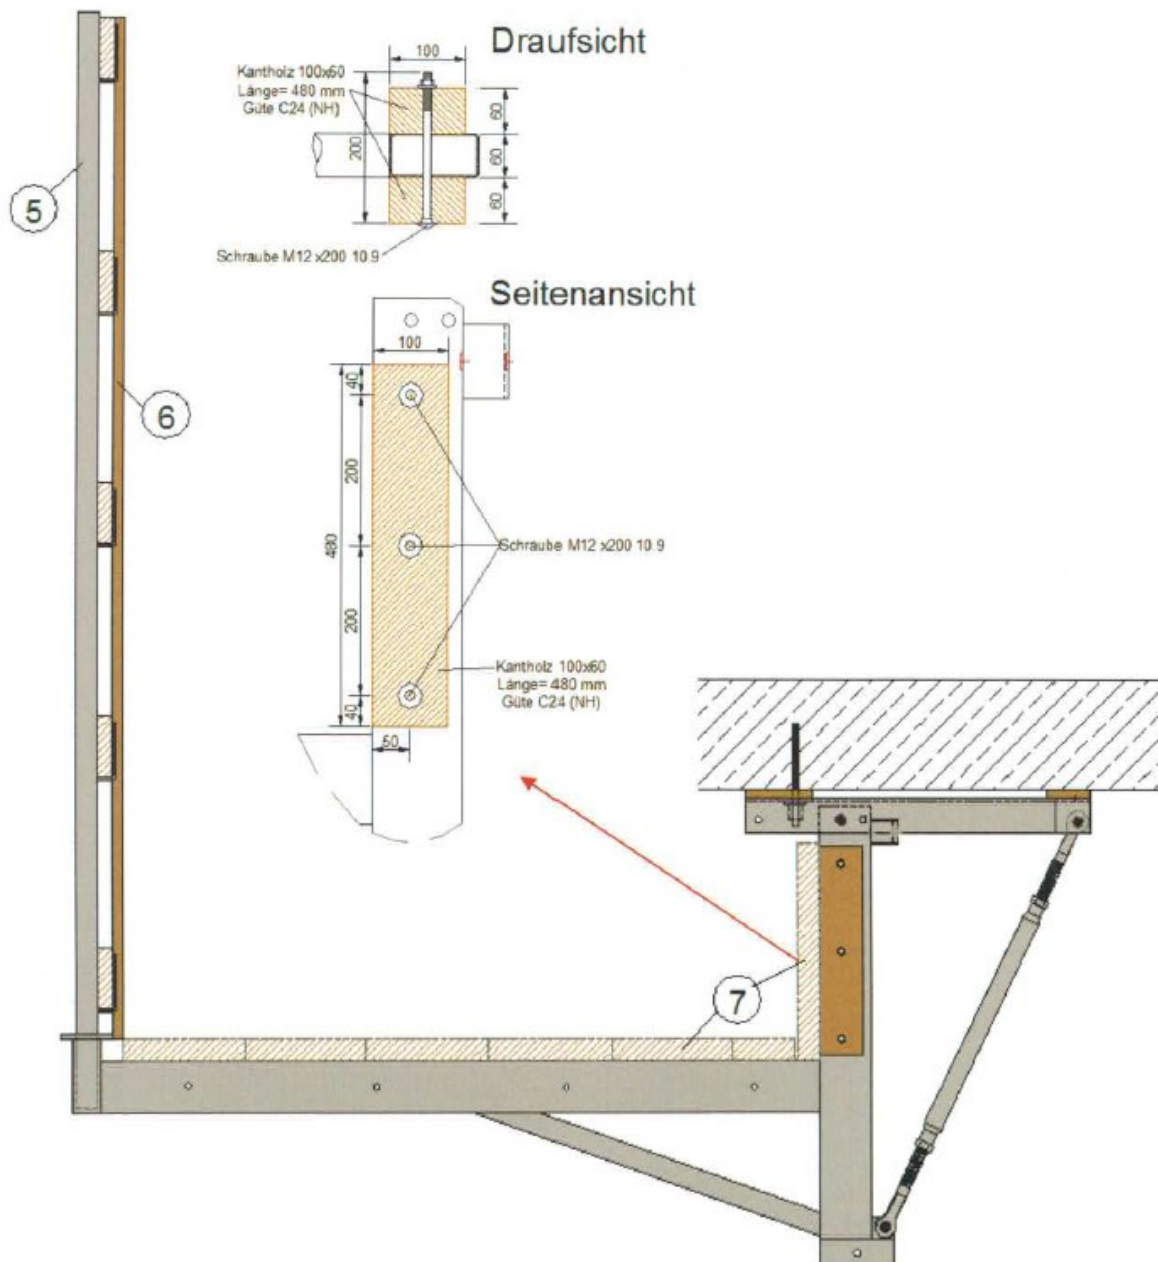 Draufsicht
100
Kantholz 100x60
Länge= 480 mm
Güte C24 (NH)
200
60
60
60
5
Schraube M12 x200 10.9
Seitenansicht
100
40
6
200
480
Schraube M12 x200 10.9
200
Kantholz 100x60
Länge= 480 mm
Güte C24 (NH)
40
50
7